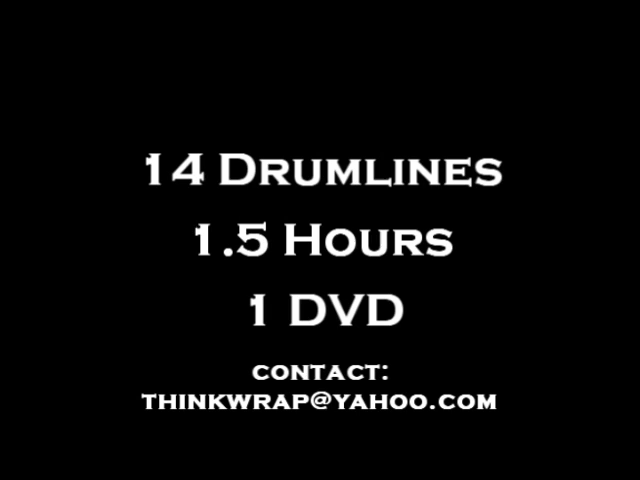 14 Drumlines
1.5 Hours
1 DVD
contact:
thinkwrap@yahoo.com